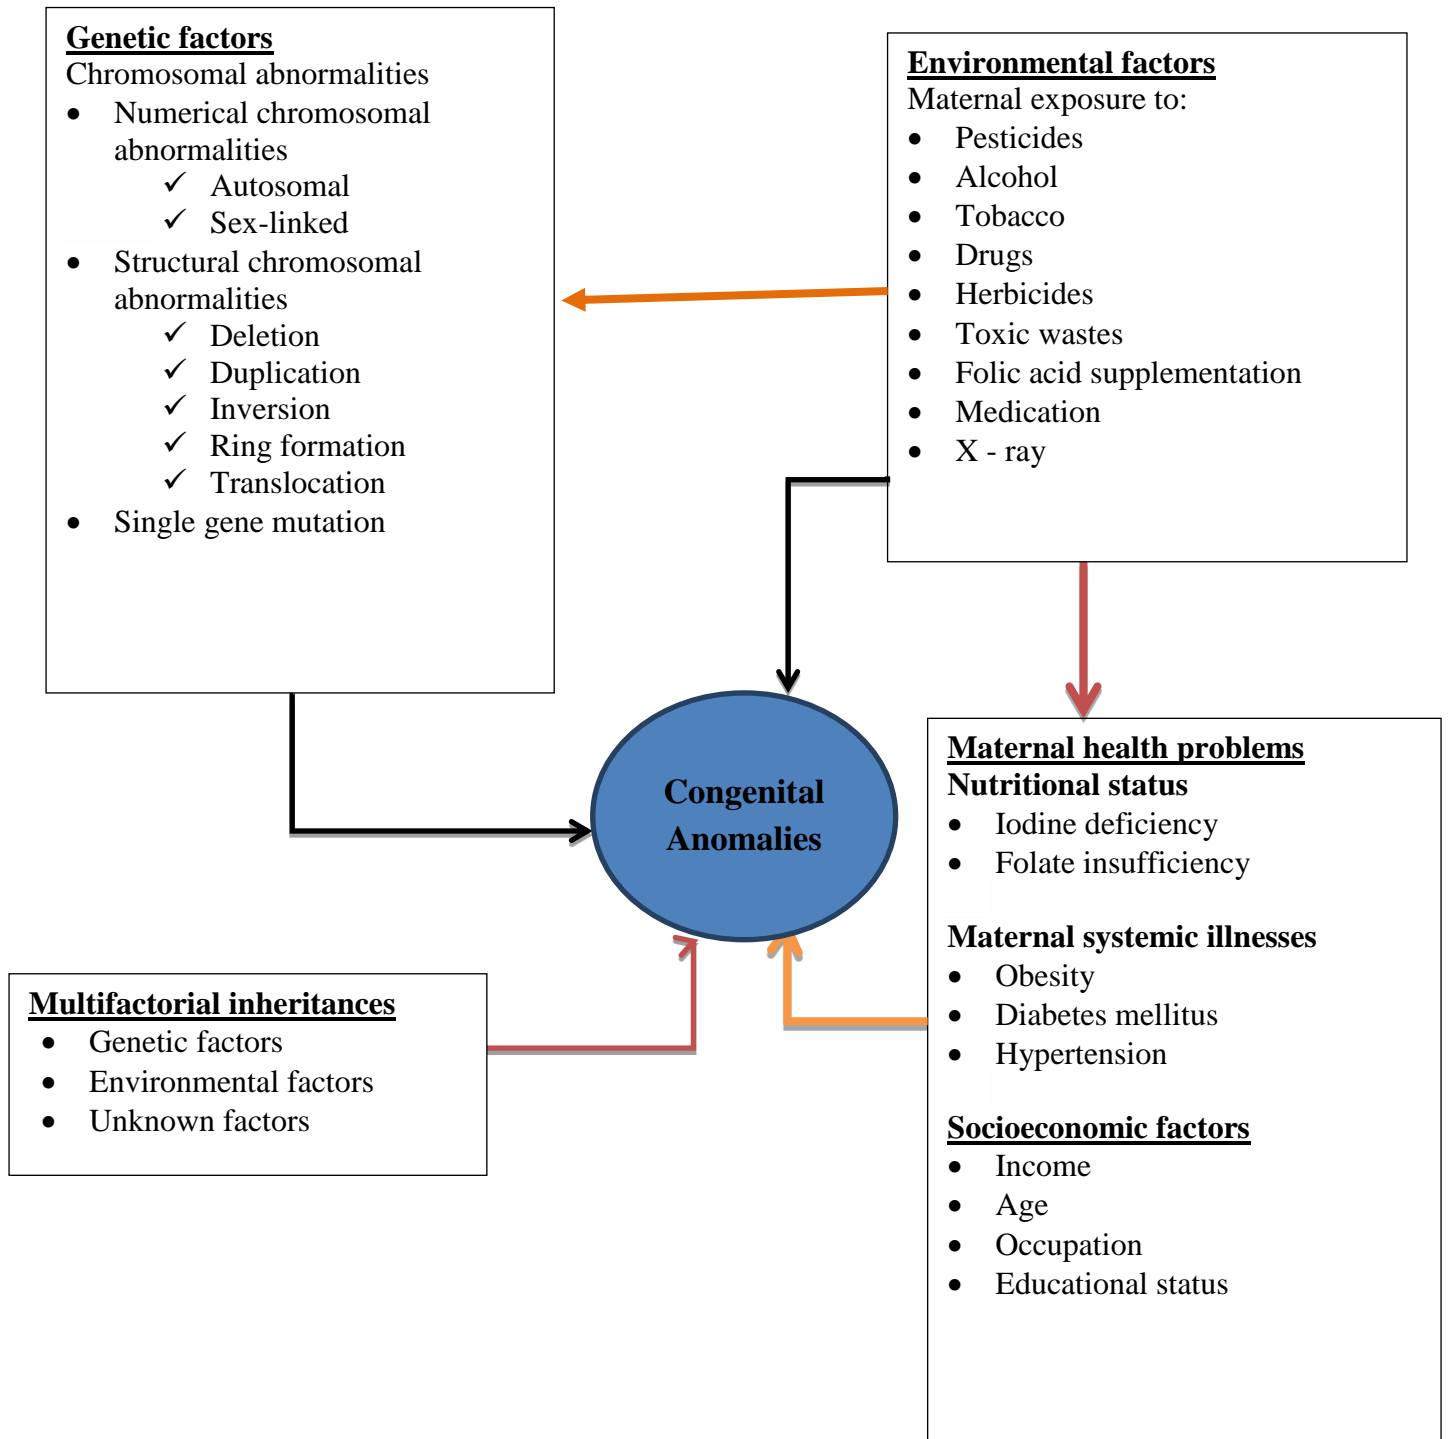 Genetic factors
Chromosomal abnormalities
• Numerical chromosomal
abnormalities
✓ Autosomal
✓ Sex-linked
• Structural chromosomal
abnormalities
✓ Deletion
✓ Duplication
✓ Inversion
✓ Ring formation
✓ Translocation
• Single gene mutation
Environmental factors
Maternal exposure to:
• Pesticides
• Alcohol
• Tobacco
• Drugs
• Herbicides
• Toxic wastes
• Folic acid supplementation
• Medication
• X - ray
Congenital
Anomalies
Multifactorial inheritances
• Genetic factors
• Environmental factors
• Unknown factors
Maternal health problems
Nutritional status
• Iodine deficiency
• Folate insufficiency
Maternal systemic illnesses
• Obesity
• Diabetes mellitus
• Hypertension
Socioeconomic factors
• Income
• Age
• Occupation
• Educational status